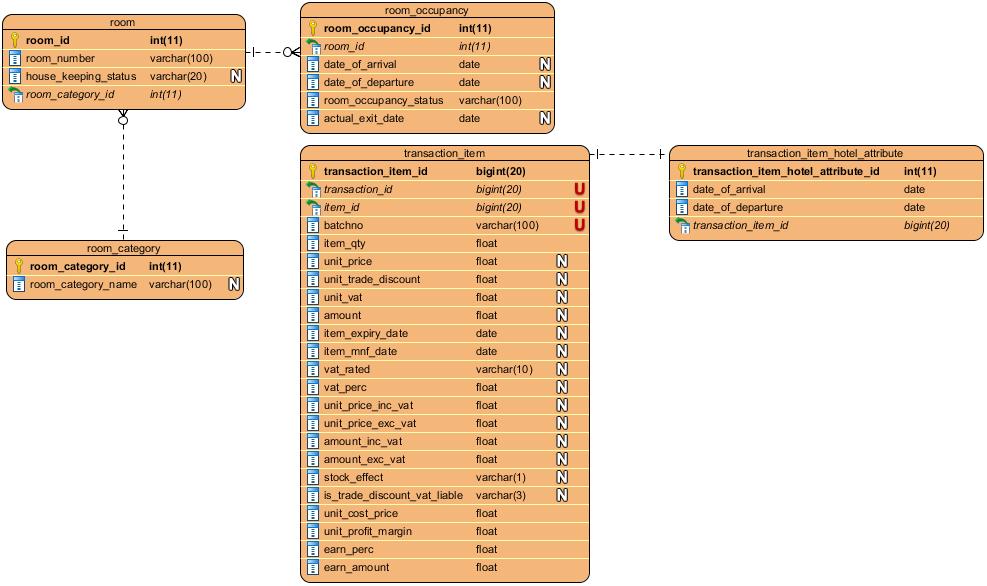 room
room_id int(11)
room_number varchar(100)
house_keeping_status varchar(20) N
room_category_id int(11)
room_occupancy
room_occupancy_id int(11)
room_id int(11)
date_of_arrival date N
date_of_departure date N
room_occupancy_status varchar(100)
actual_exit_date date N
room_category
room_category_id int(11)
room_category_name varchar(100) N
transaction_item
transaction_item_id bigint(20)
transaction_id bigint(20) U
item_id bigint(20) U
batchno varchar(100) U
item_qty float
unit_price float N
unit_trade_discount float N
unit_vat float N
amount float N
item_expiry_date date N
item_mnf_date date N
vat_rated varchar(10) N
vat_perc float N
unit_price_inc_vat float N
unit_price_exc_vat float N
amount_inc_vat float N
amount_exc_vat float N
stock_effect varchar(1) N
is_trade_discount_vat_liable varchar(3) N
unit_cost_price float
unit_profit_margin float
earn_perc float
earn_amount float
transaction_item_hotel_attribute
transaction_item_hotel_attribute_id int(11)
date_of_arrival date
date_of_departure date
transaction_item_id bigint(20)